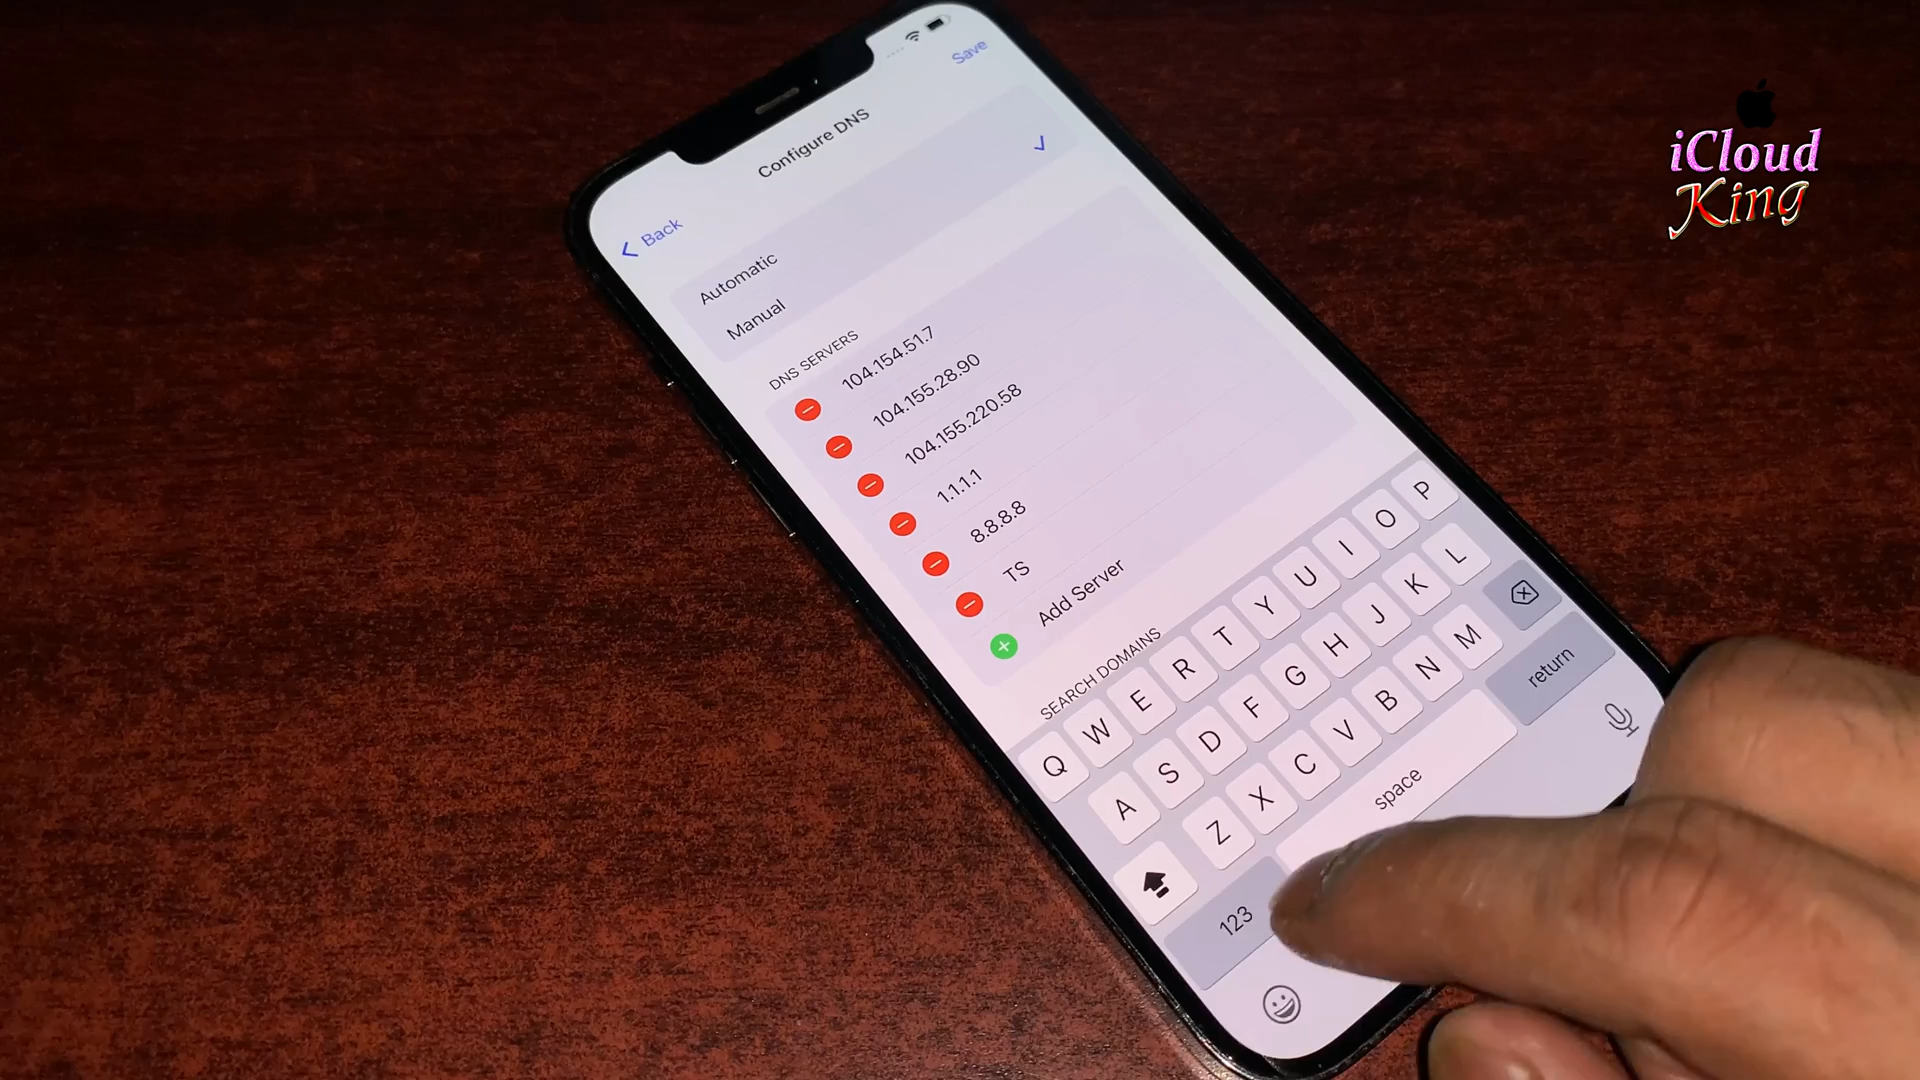 Save
Configure DNS
Back
Automatic
Manual
DNS SERVERS
104.154.51.7
104.155.28.90
104.155.220.58
1.1.1.1
8.8.8.8
TS
Add Server
SEARCH DOMAINS
Q W E R T Y U I O P
A S D F G H J K L
Z X C V B N M
123 space return
iCloud
King